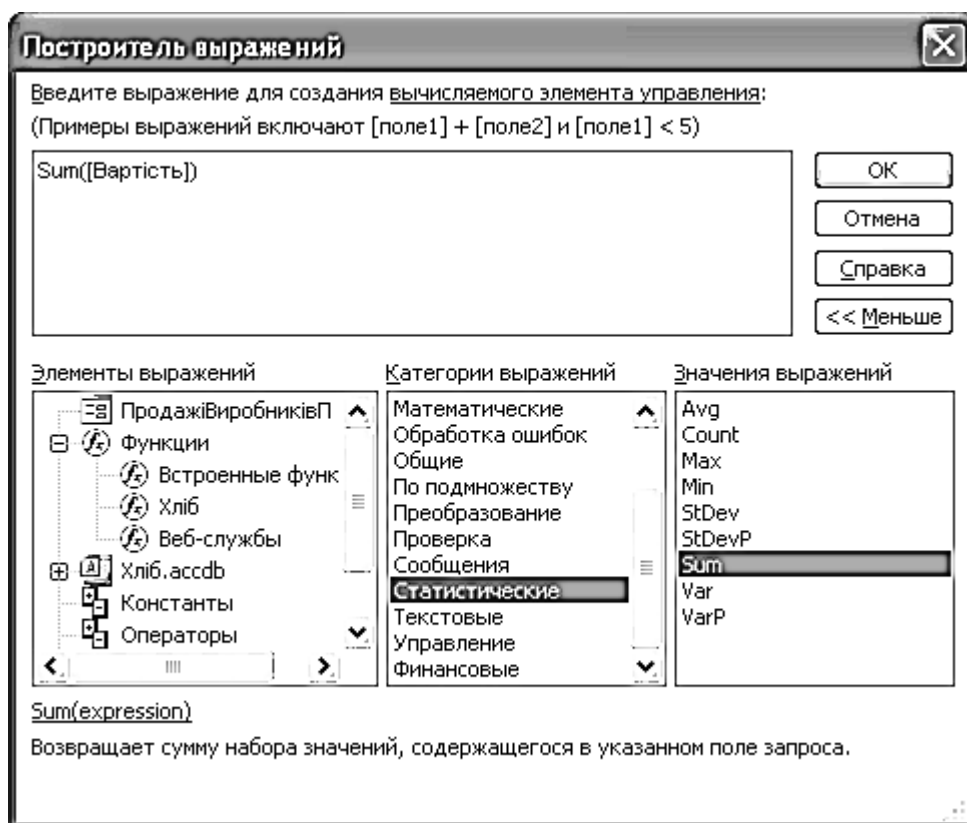 Построитель выражений
Введите выражение для создания вычисляемого элемента управления:
(Примеры выражений включают [поле1] + [поле2] и [поле1] < 5)
Sum([Вартість])
ОК
Отмена
Справка
<< Меньше
Элементы выражений
ПродажіВиробниківП
Функции
Встроенные функ
Хліб
Веб-службы
Хліб.accdb
Константы
Операторы
Категории выражений
Математические
Обработка ошибок
Общие
По подмножеству
Преобразование
Проверка
Сообщения
Статистические
Текстовые
Управление
Финансовые
Значения выражений
Avg
Count
Max
Min
StDev
StDevP
Sum
Var
VarP
Sum(expression)
Возвращает сумму набора значений, содержащегося в указанном поле запроса.